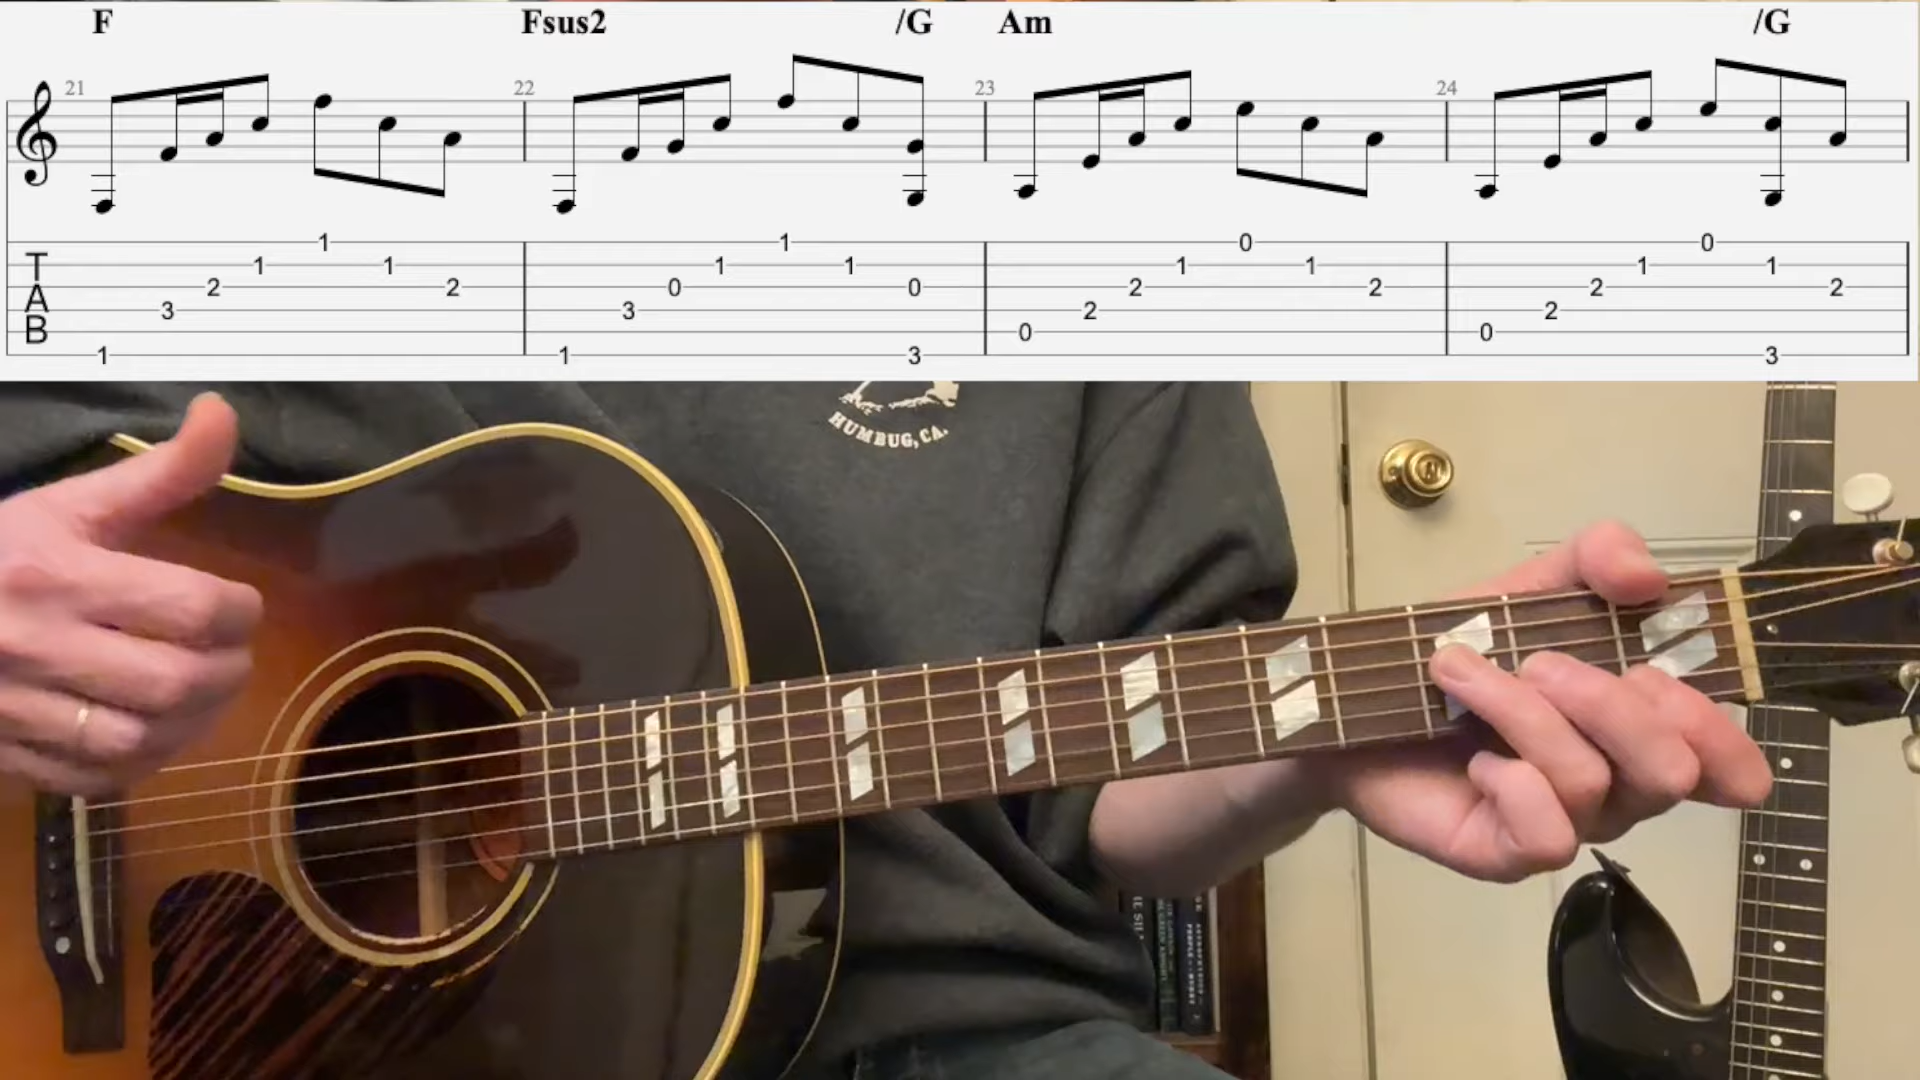 F Fsus2 /G Am /G
21 22 23 24
1 1 0 0
T 1 1 1 1 1 1 1 1
A 2 2 0 0 2 2 2 2
3 3 2 2
B 0 0
1 1 3 3
HUMBUG, CA.